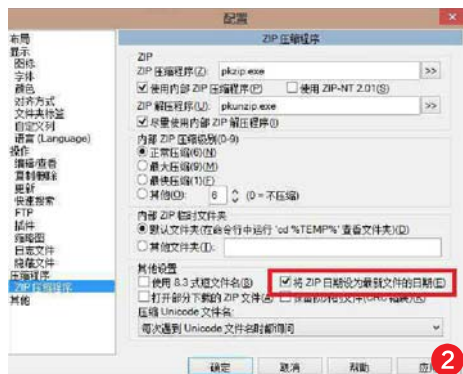 配置
布局
显示
图标
字体
颜色
对齐方式
文件夹标签
自定义列
语言 (Language)
操作
编辑/查看
复制/删除
更新
快速搜索
FTP
插件
缩略图
日志文件
隐藏文件
压缩程序
ZIP 压缩程序
其他
ZIP 压缩程序
ZIP
ZIP 压缩程序(Z): pkzip.exe >>
使用内部 ZIP 压缩程序(P) 使用 ZIP-NT 2.01(S)
ZIP 解压程序(U): pkunzip.exe >>
尽量使用内部 ZIP 解压程序(I)
内部 ZIP 压缩级别(0-9)
正常压缩(6)(N)
最大压缩(9)(M)
最快压缩(1)(F)
其他(O): 6 (0 = 不压缩)
内部 ZIP 临时文件夹
默认文件夹(在命令行中运行 'cd %TEMP%' 查看文件夹)(D)
其他文件夹(T):
其他设置
使用 8.3 式短文件名(8) 将 ZIP 日期设为最新文件的日期(E)
打开部分下载的 ZIP 文件(A)
压缩 Unicode 文件名:
每次遇到 Unicode 文件名时都询问
确定 取消 帮助 应
2